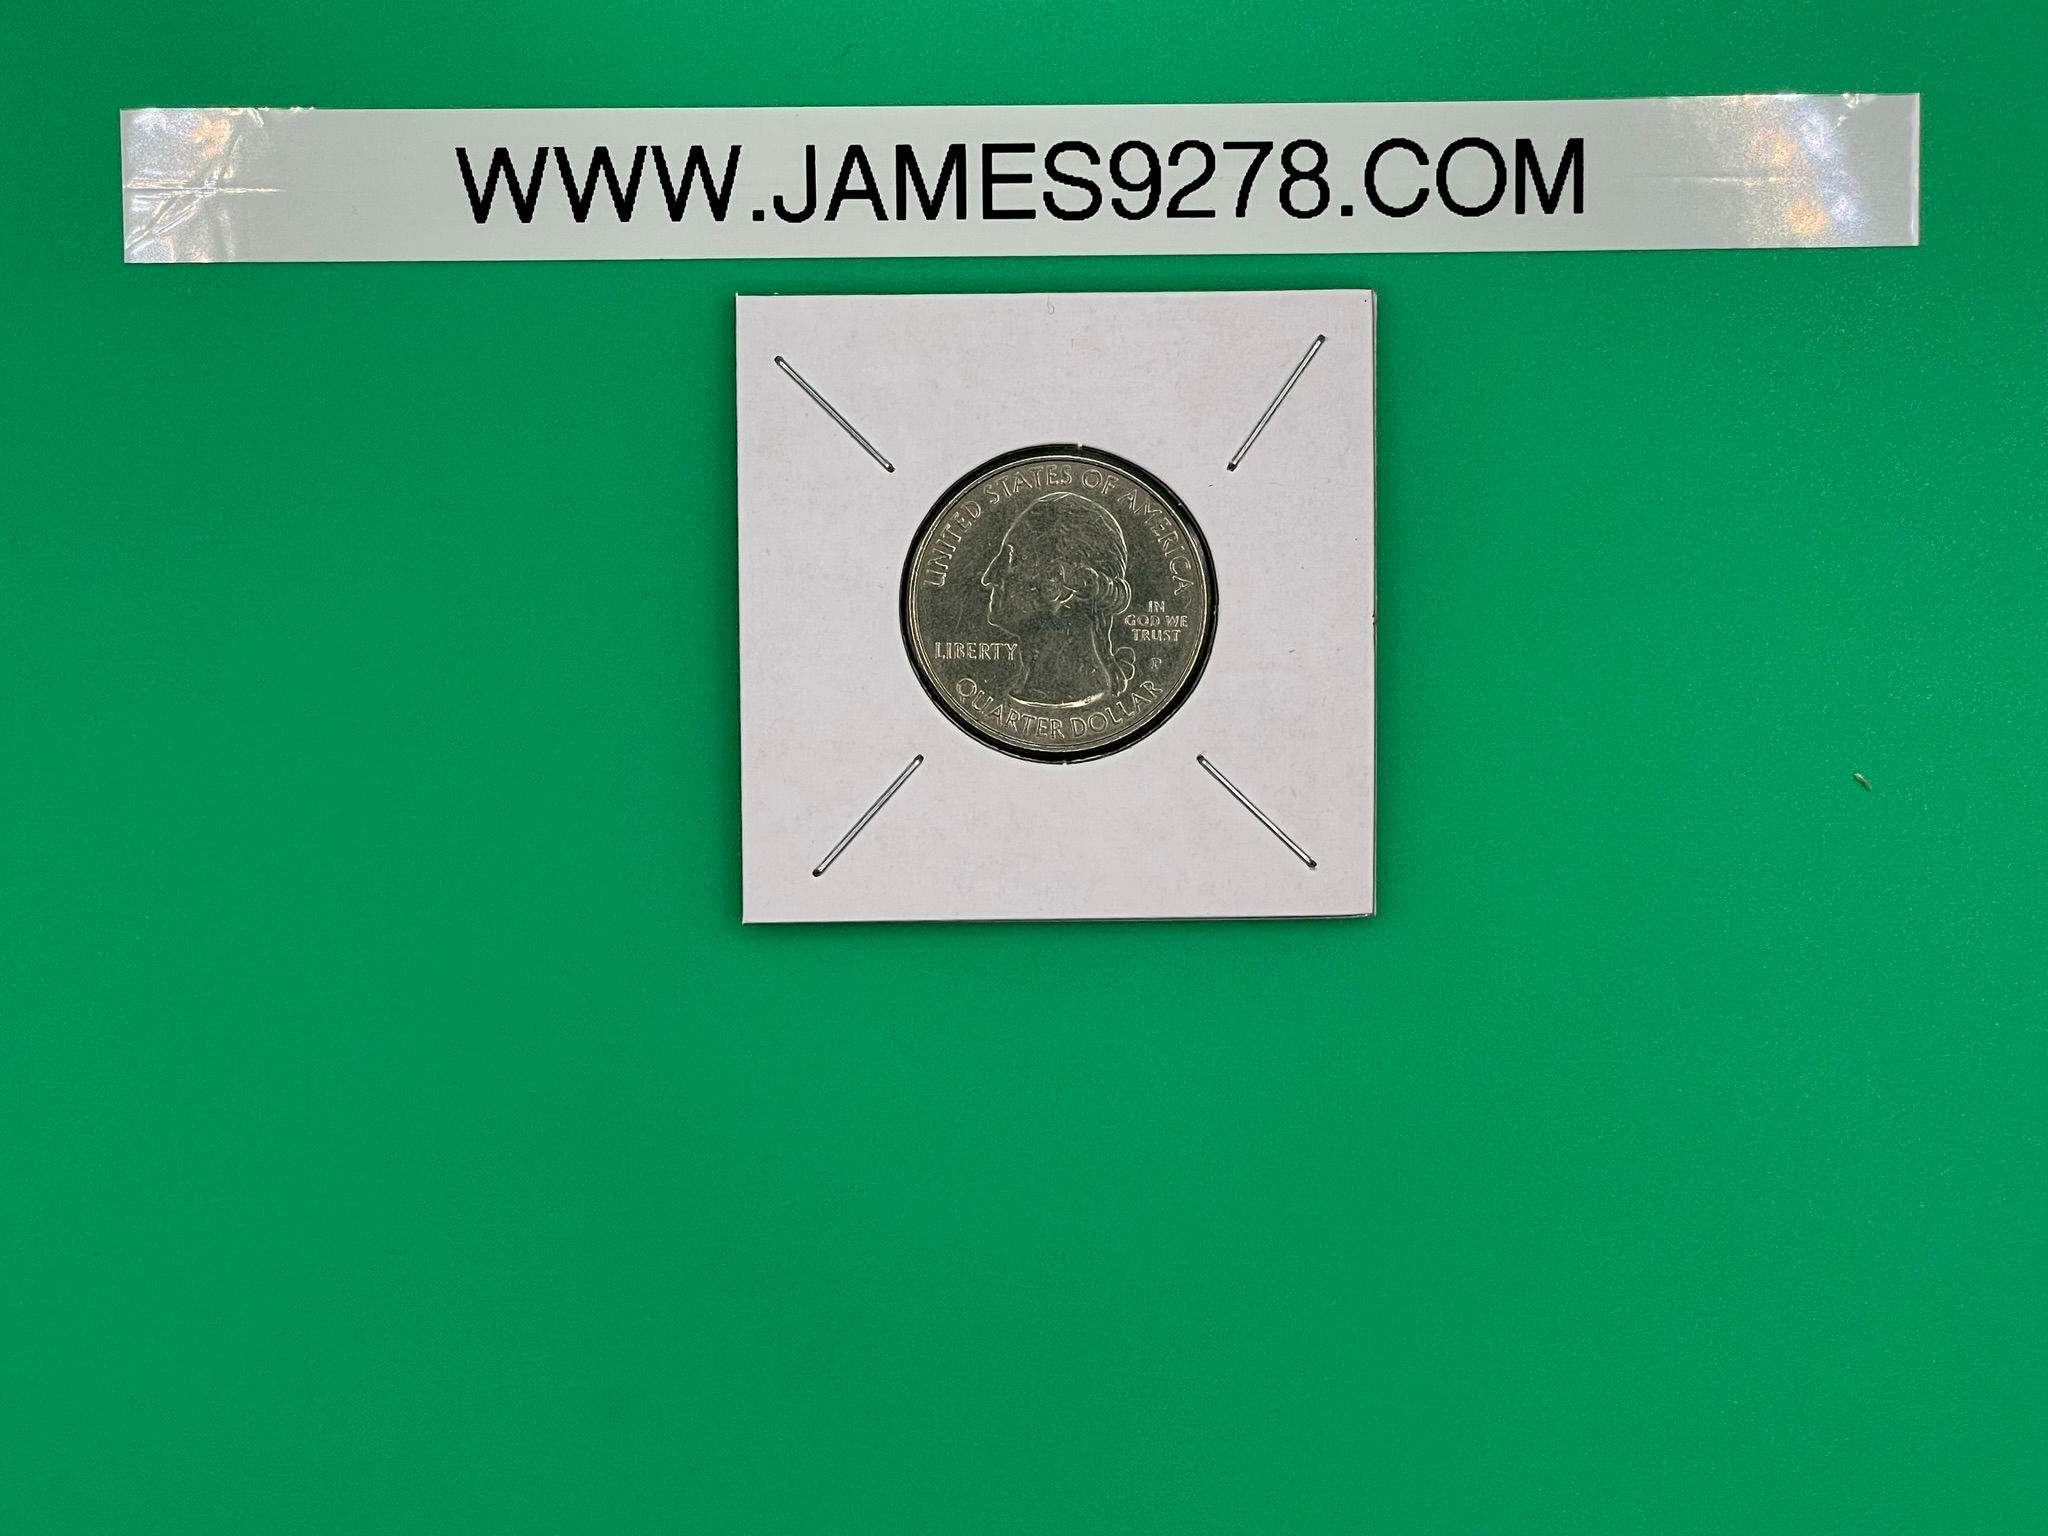 WWW.JAMES9278.COM
UNITED STATES OF AMERICA
IN
GOD WE
TRUST
LIBERTY
P
QUARTER DOLLAR